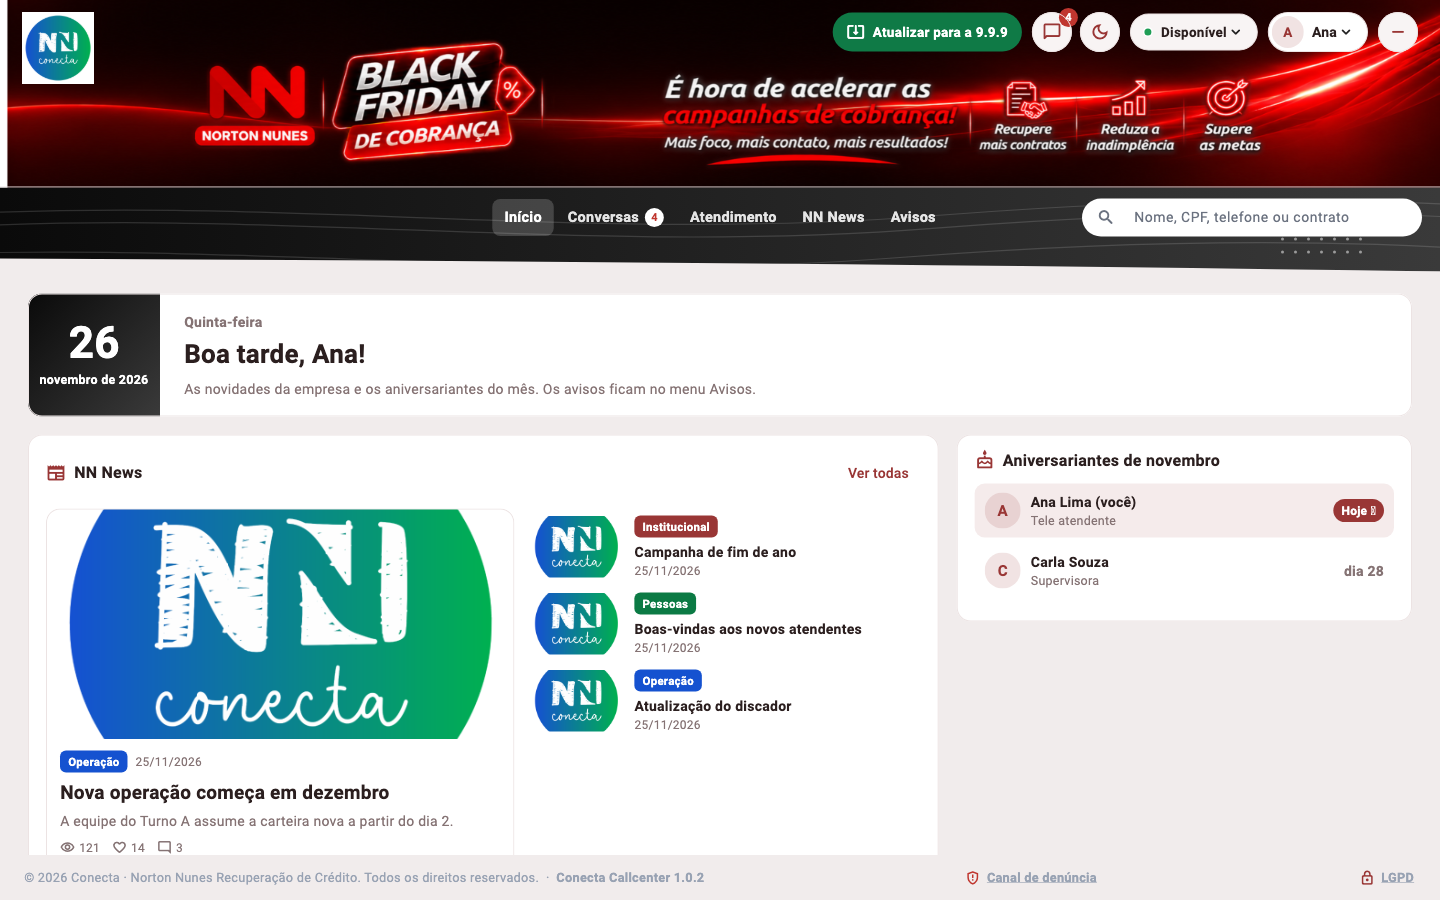 NN
conecta
NN
NORTON NUNES
BLACK
FRIDAY
%
DE COBRANÇA
É hora de acelerar as
campanhas de cobrança!
Mais foco, mais contato, mais resultados!
Recupere
mais contratos
Reduza a
inadimplência
Supere
as metas
Atualizar para a 9.9.9
4
Disponível
A
Ana
Início
Conversas 4
Atendimento
NN News
Avisos
Nome, CPF, telefone ou contrato
26
novembro de 2026
Quinta-feira
Boa tarde, Ana!
As novidades da empresa e os aniversariantes do mês. Os avisos ficam no menu Avisos.
NN News
Ver todas
NN
conecta
Operação 25/11/2026
Nova operação começa em dezembro
A equipe do Turno A assume a carteira nova a partir do dia 2.
121 14 3
NN
conecta
Institucional
Campanha de fim de ano
25/11/2026
NN
conecta
Pessoas
Boas-vindas aos novos atendentes
25/11/2026
NN
conecta
Operação
Atualização do discador
25/11/2026
Aniversariantes de novembro
A
Ana Lima (você)
Tele atendente
Hoje
C
Carla Souza
Supervisora
dia 28
© 2026 Conecta · Norton Nunes Recuperação de Crédito. Todos os direitos reservados. · Conecta Callcenter 1.0.2
Canal de denúncia
LGPD